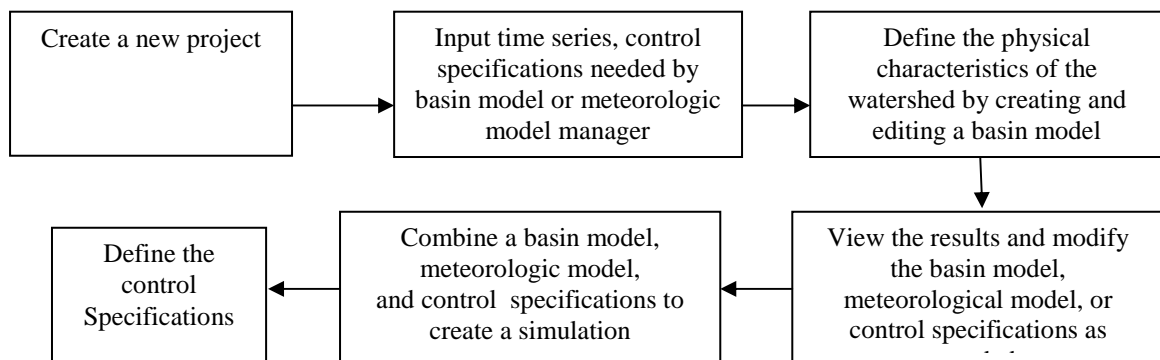 Create a new project
Input time series, control
specifications needed by
basin model or meteorologic
model manager
Define the physical
characteristics of the
watershed by creating and
editing a basin model
View the results and modify
the basin model,
meteorological model, or
control specifications as
Combine a basin model,
meteorologic model,
and control specifications to
create a simulation
Define the
control
Specifications